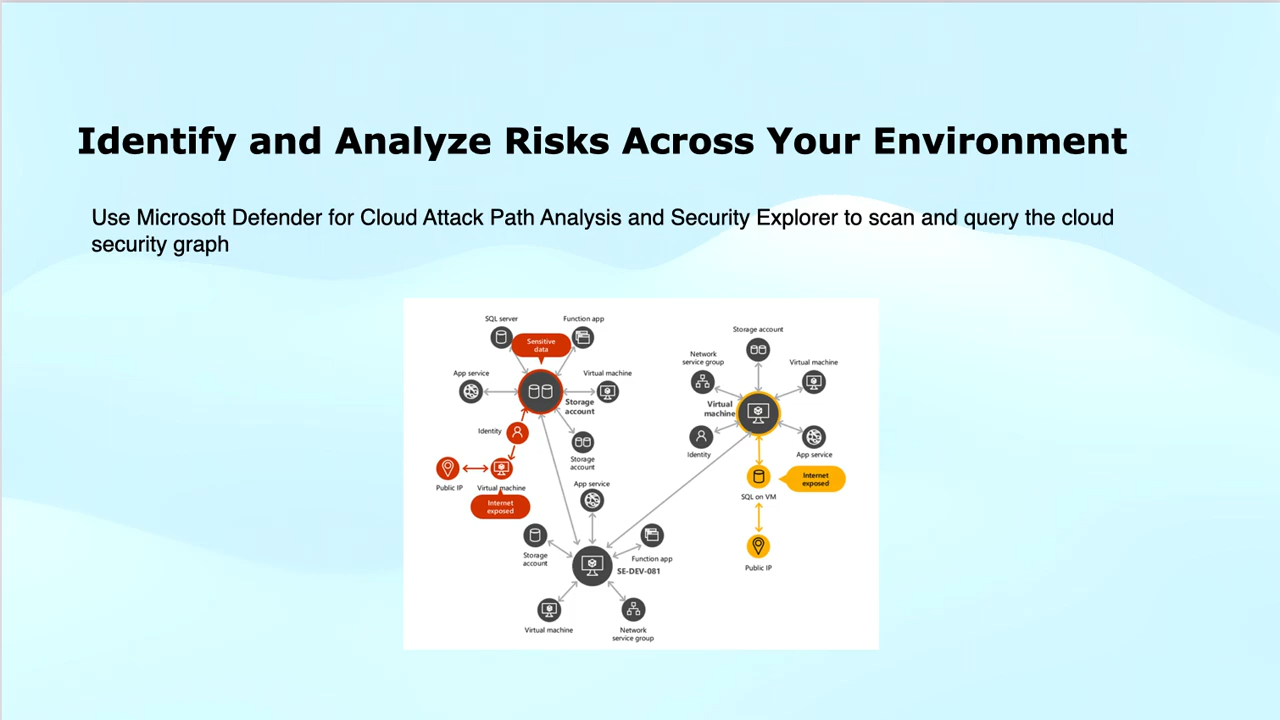 Identify and Analyze Risks Across Your Environment
Use Microsoft Defender for Cloud Attack Path Analysis and Security Explorer to scan and query the cloud
security graph
SQL server
Function app
Sensitive
data
App service
Virtual machine
Storage
account
Identity
Storage
account
Public IP
Virtual machine
Internet
exposed
App service
Storage
account
Function app
SE-DEV-081
Virtual machine
Network
service group
Storage account
Network
service group
Virtual machine
Virtual
machine
Identity
App service
Internet
exposed
SQL on VM
Public IP